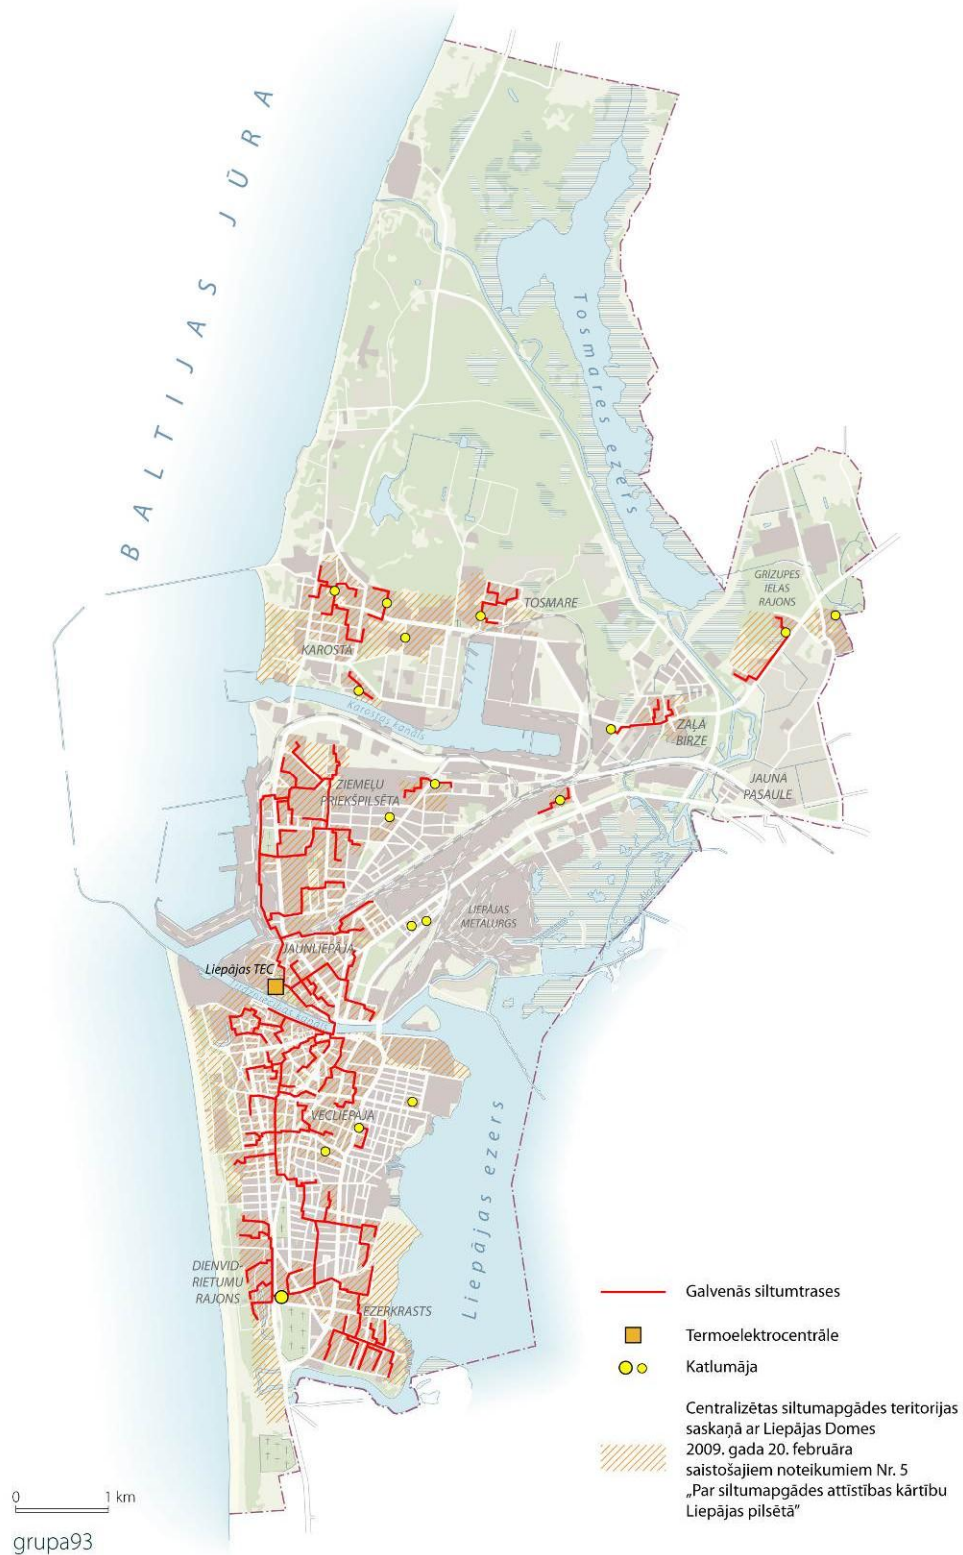 BALTIJAS JŪRA
Tosmares ezers
GRĪZUPES
IELAS
RAJONS
TOSMARE
KAROSTA
Karostas kanāls
ZAĻĀ
BIRZE
ZIEMEĻU
PRIEKŠPILSĒTA
JAUNĀ
PASAULE
LIEPĀJAS
METALURGS
JAUNLIEPĀJA
Liepājas TEC
Tirdzniecības kanāls
VECLIEPĀJA
Liepājas ezers
DIENVID-
RIETUMU
RAJONS
EZERKRASTS
Galvenās siltumtrases
Termoelektrocentrāle
Katlumāja
Centralizētas siltumapgādes teritorijas
saskaņā ar Liepājas Domes
2009. gada 20. februāra
saistošajiem noteikumiem Nr. 5
„Par siltumapgādes attīstības kārtību
Liepājas pilsētā”
0 1 km
grupa93